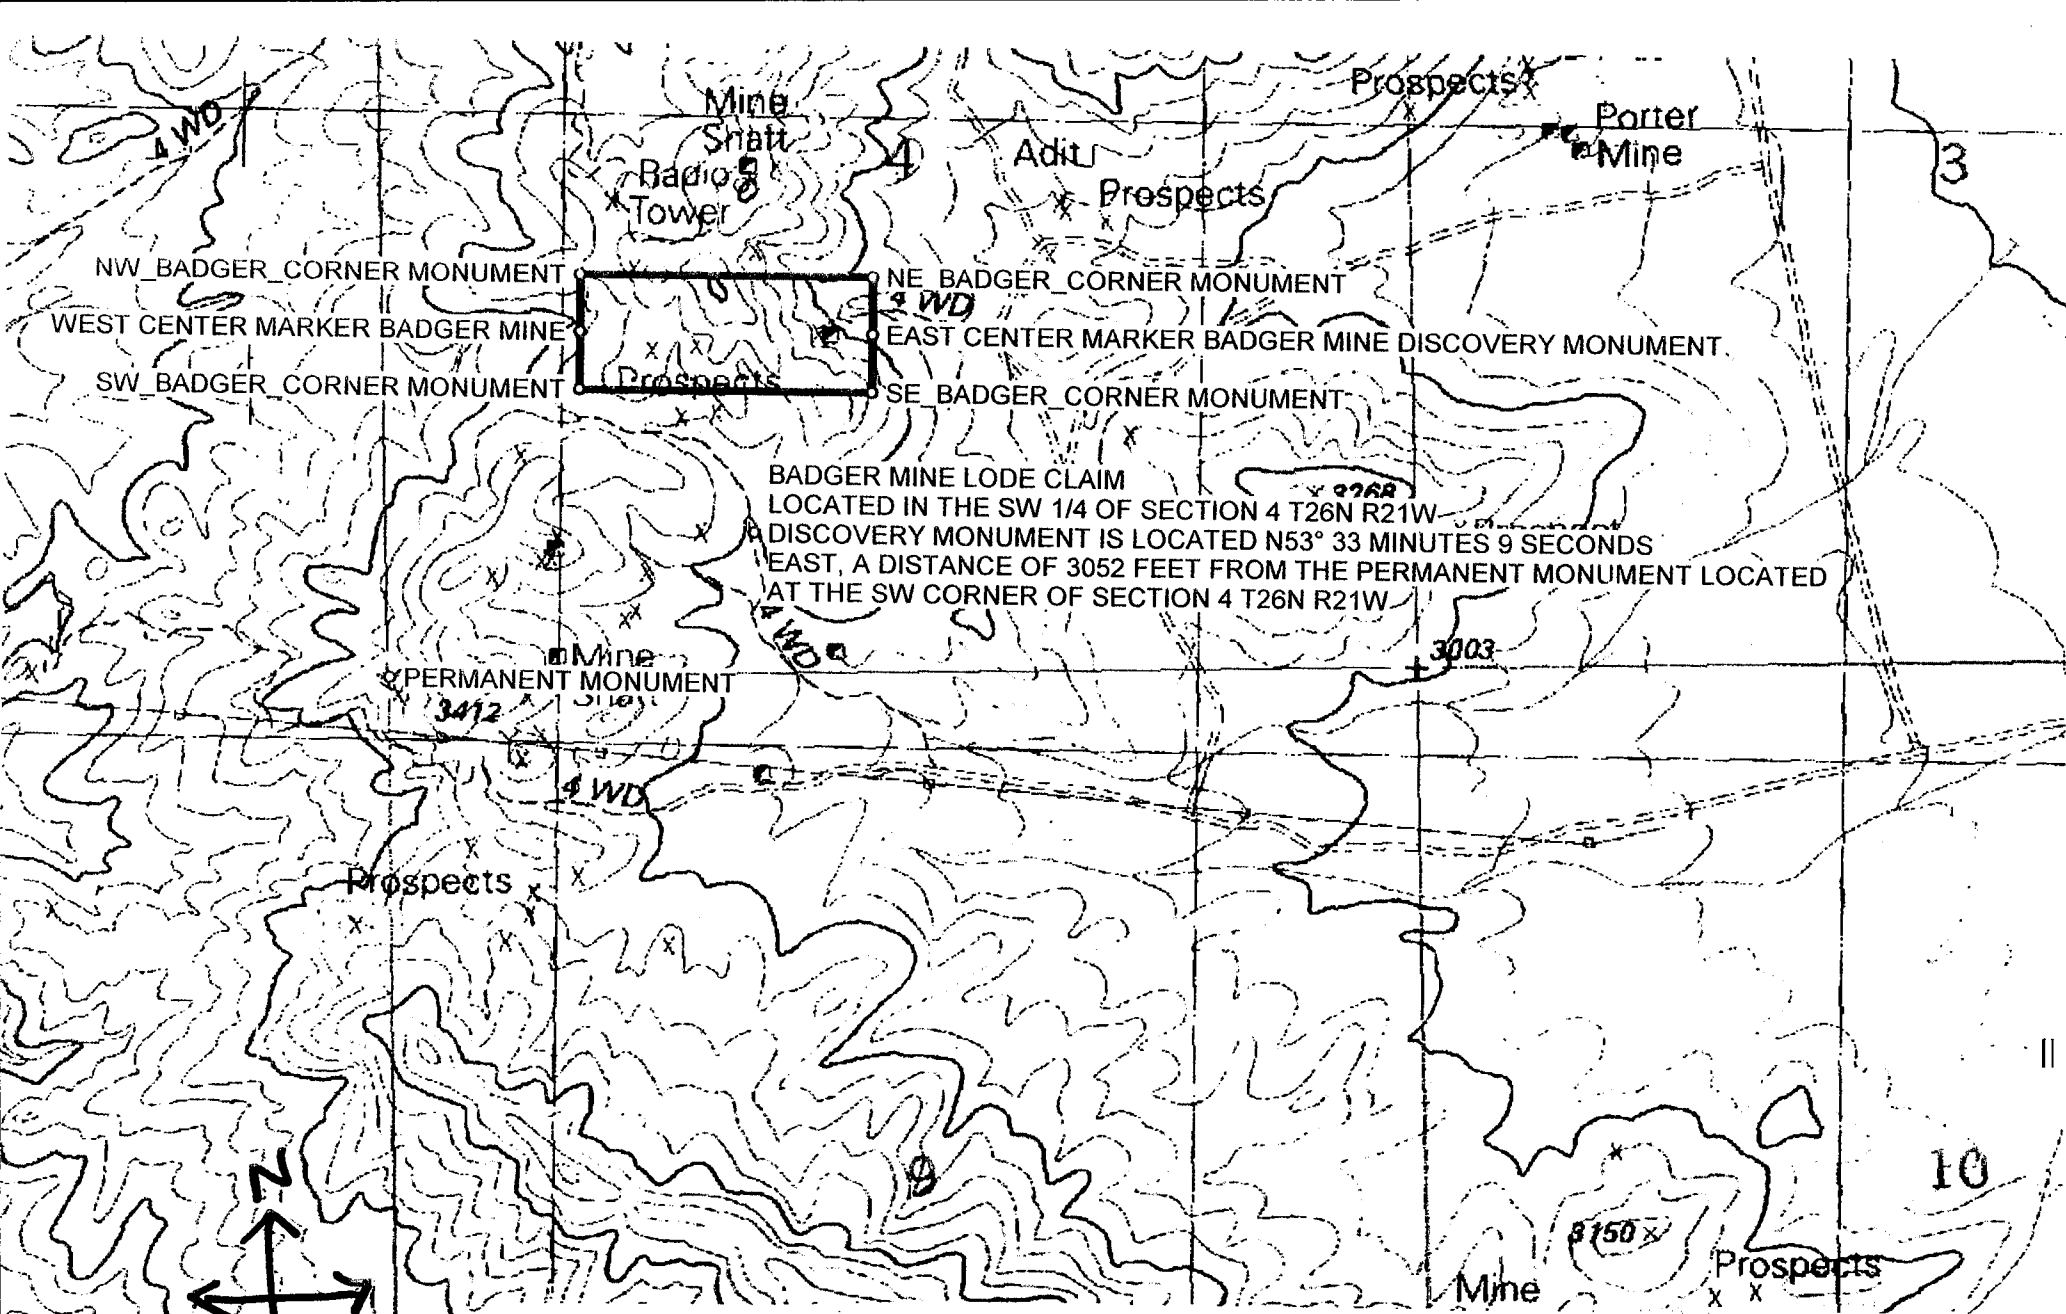 Prospects
4 WD
Mine
Shaft
Porter
Mine
4
Adit
3
Radio
Tower
Prospects
NW_BADGER_CORNER MONUMENT
NE_BADGER_CORNER MONUMENT
4 WD
WEST CENTER MARKER BADGER MINE
EAST CENTER MARKER BADGER MINE DISCOVERY MONUMENT
SW_BADGER_CORNER MONUMENT
Prospects
SE_BADGER_CORNER MONUMENT
BADGER MINE LODE CLAIM
3268
LOCATED IN THE SW 1/4 OF SECTION 4 T26N R21W
DISCOVERY MONUMENT IS LOCATED N53° 33 MINUTES 9 SECONDS
EAST, A DISTANCE OF 3052 FEET FROM THE PERMANENT MONUMENT LOCATED
AT THE SW CORNER OF SECTION 4 T26N R21W
4 WD
3003
Mine
PERMANENT MONUMENT
Shaft
3412
4 WD
Prospects
N
9
10
3150
Prospects
Mine